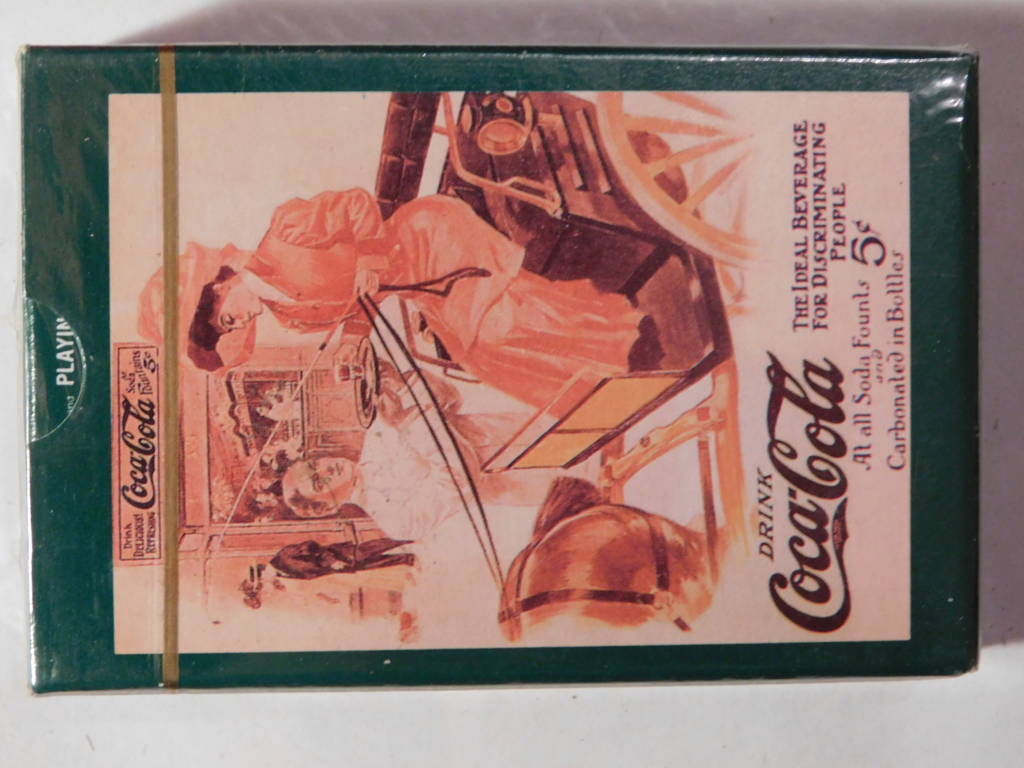 PLAYIN
Drink
DELICIOUS!
REFRESHING
Coca-Cola
At
Soda
Fountains
5¢
DRINK
Coca-Cola
THE IDEAL BEVERAGE
FOR DISCRIMINATING
PEOPLE
At all Soda Founts 5¢
and
Carbonated in Bottles